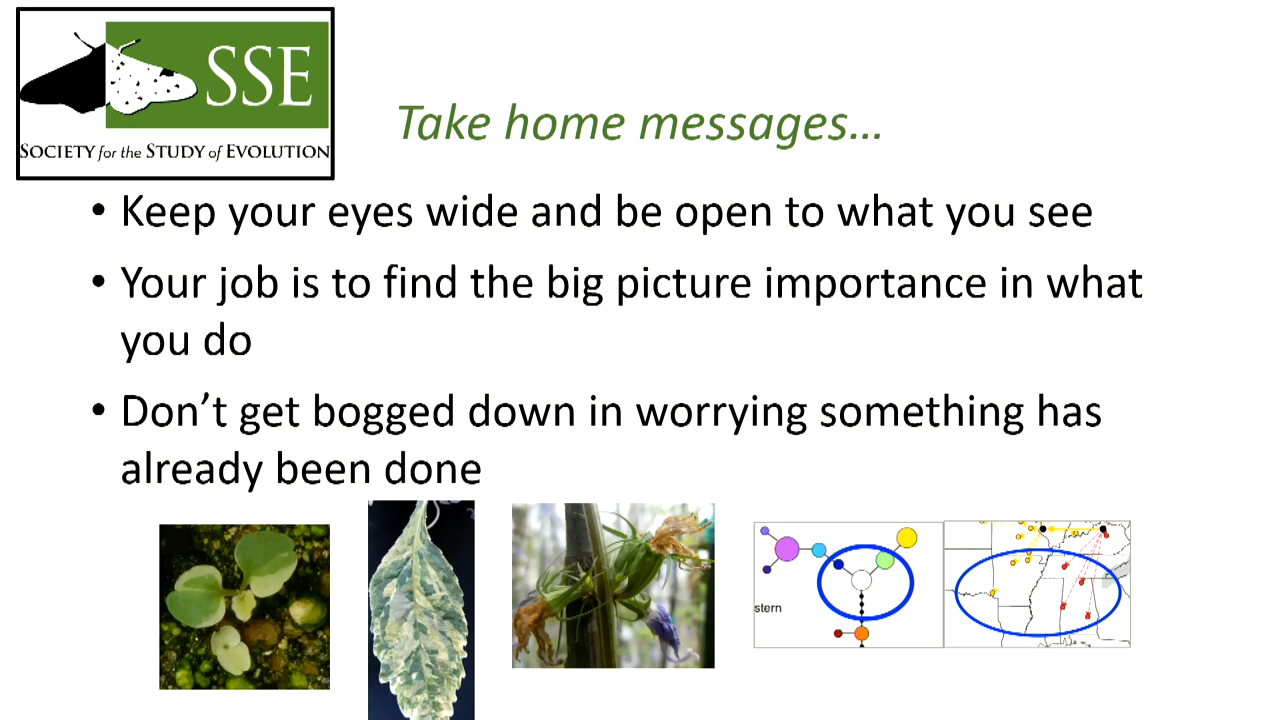 SSE
SOCIETY for the STUDY of EVOLUTION
Take home messages…
• Keep your eyes wide and be open to what you see
• Your job is to find the big picture importance in what
you do
• Don’t get bogged down in worrying something has
already been done
stern